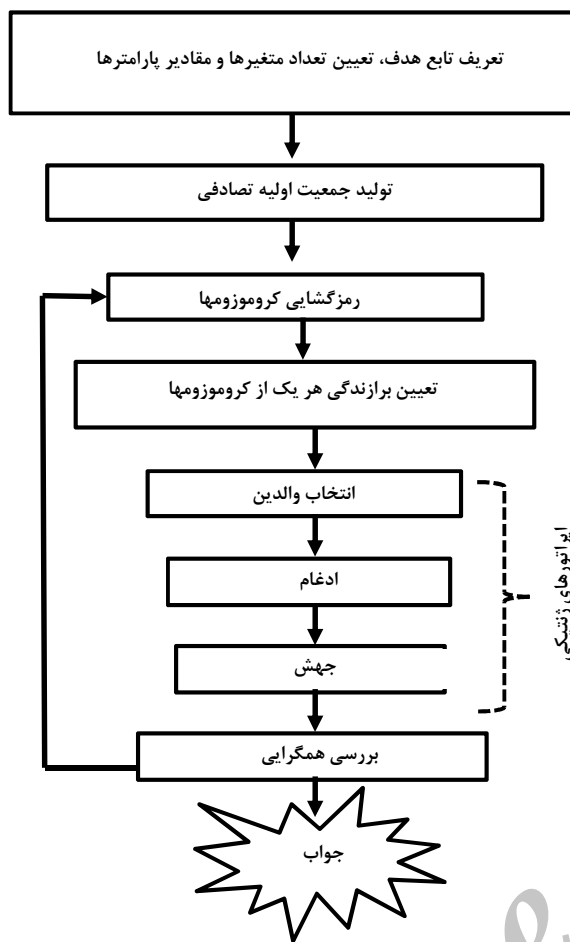 تعریف تابع هدف، تعیین تعداد متغیرها و مقادیر پارامترها
تولید جمعیت اولیه تصادفی
رمزگشایی کروموزومها
تعیین برازندگی هر یک از کروموزومها
انتخاب والدین
ادغام
جهش
اپراتورهای ژنتیکی
بررسی همگرایی
جواب